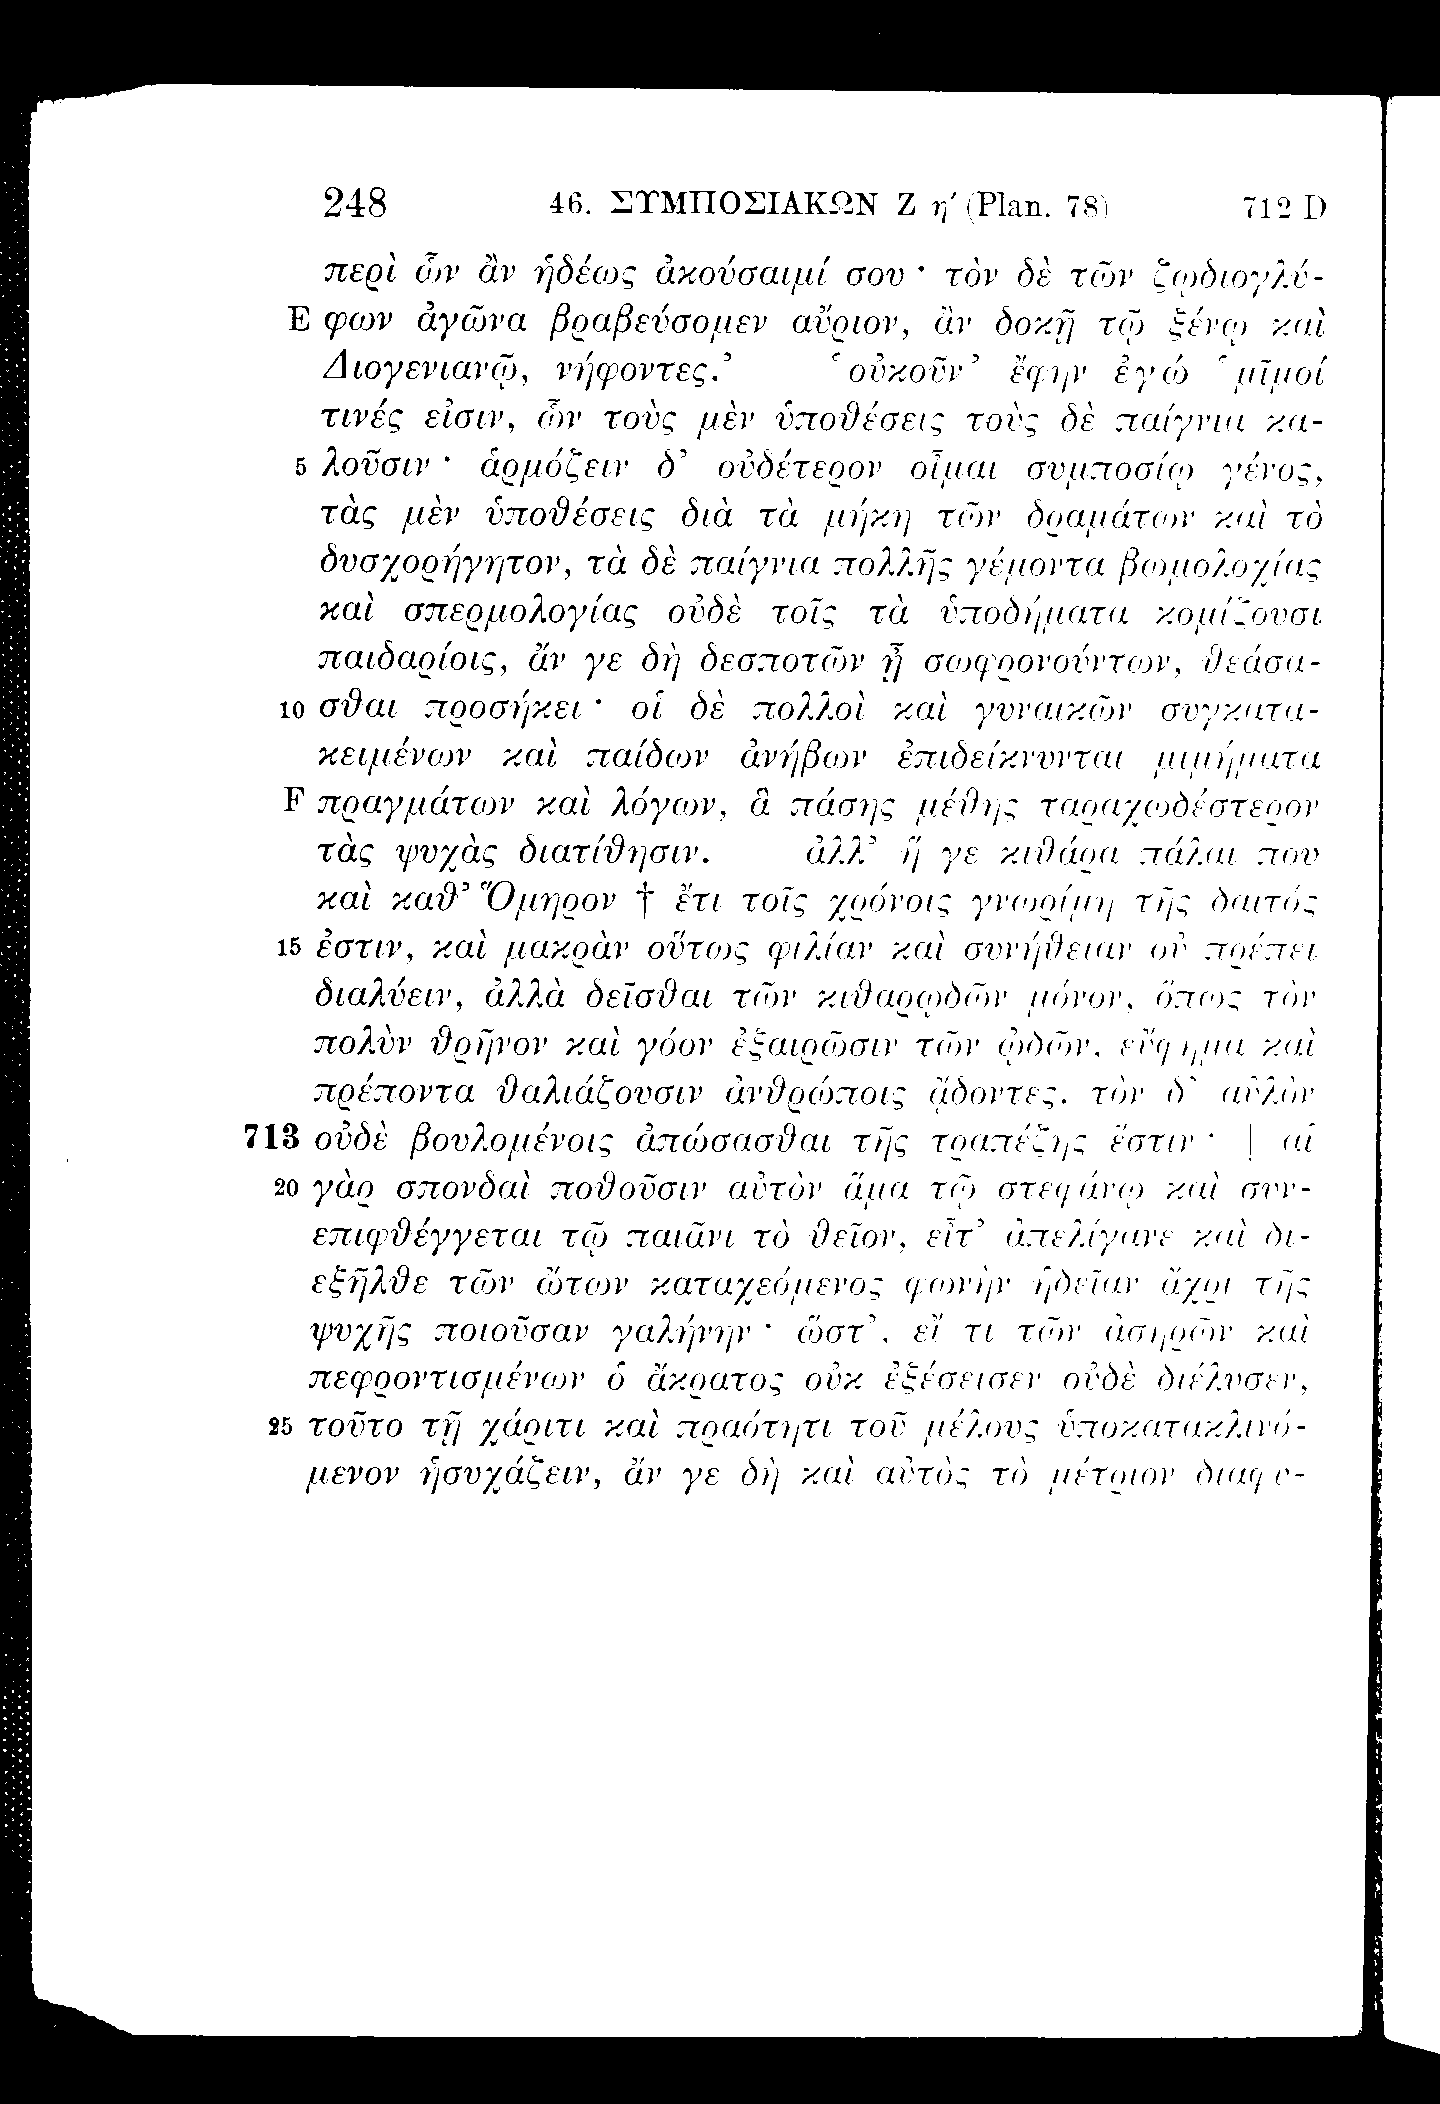 248 46. ΣΥΜΠΟΣΙΑΚΩΝ Ζ η′ (Plan. 78) 712 D
περὶ ὧν ἂν ἡδέως ἀκούσαιμί σου · τὸν δὲ τῶν ζῳδιογλύ-
E φων ἀγῶνα βραβεύσομεν αὔριον, ἂν δοκῇ τῷ ξένῳ καὶ
Διογενιανῷ, νήφοντες.’ ‘οὐκοῦν’ ἔφην ἐγώ ‘μῖμοί
τινές εἰσιν, ὧν τοὺς μὲν ὑποθέσεις τοὺς δὲ παίγνια κα-
5 λοῦσιν · ἁρμόζειν δ’ οὐδέτερον οἶμαι συμποσίῳ γένος,
τὰς μὲν ὑποθέσεις διὰ τὰ μήκη τῶν δραμάτων καὶ τὸ
δυσχορήγητον, τὰ δὲ παίγνια πολλῆς γέμοντα βωμολοχίας
καὶ σπερμολογίας οὐδὲ τοῖς τὰ ὑποδήματα κομίζουσι
παιδαρίοις, ἄν γε δὴ δεσποτῶν ᾖ σωφρονούντων, θεάσα-
10 σθαι προσήκει · οἱ δὲ πολλοὶ καὶ γυναικῶν συγκατα-
κειμένων καὶ παίδων ἀνήβων ἐπιδείκνυνται μιμήματα
F πραγμάτων καὶ λόγων, ἃ πάσης μέθης ταραχωδέστερον
τὰς ψυχὰς διατίθησιν. ἀλλ’ ἥ γε κιθάρα πάλαι που
καὶ καθ’ Ὅμηρον † ἔτι τοῖς χρόνοις γνωρίμη τῆς δαιτός
15 ἐστιν, καὶ μακρὰν οὕτως φιλίαν καὶ συνήθειαν οὐ πρέπει
διαλύειν, ἀλλὰ δεῖσθαι τῶν κιθαρῳδῶν μόνον, ὅπως τὸν
πολὺν θρῆνον καὶ γόον ἐξαιρῶσιν τῶν ᾠδῶν, εὔφημα καὶ
πρέποντα θαλιάζουσιν ἀνθρώποις ᾄδοντες. τὸν δ’ αὐλὸν
713 οὐδὲ βουλομένοις ἀπώσασθαι τῆς τραπέζης ἔστιν · | αἱ
20 γὰρ σπονδαὶ ποθοῦσιν αὐτὸν ἅμα τῷ στεφάνῳ καὶ συν-
επιφθέγγεται τῷ παιᾶνι τὸ θεῖον, εἶτ’ ἀπελίγανε καὶ δι-
εξῆλθε τῶν ὤτων καταχεόμενος φωνὴν ἡδεῖαν ἄχρι τῆς
ψυχῆς ποιοῦσαν γαλήνην · ὥστ’, εἴ τι τῶν ἀσηρῶν καὶ
πεφροντισμένων ὁ ἄκρατος οὐκ ἐξέσεισεν οὐδὲ διέλυσεν,
25 τοῦτο τῇ χάριτι καὶ πραότητι τοῦ μέλους ὑποκατακλινό-
μενον ἡσυχάζειν, ἄν γε δὴ καὶ αὐτὸς τὸ μέτριον διαφυ-